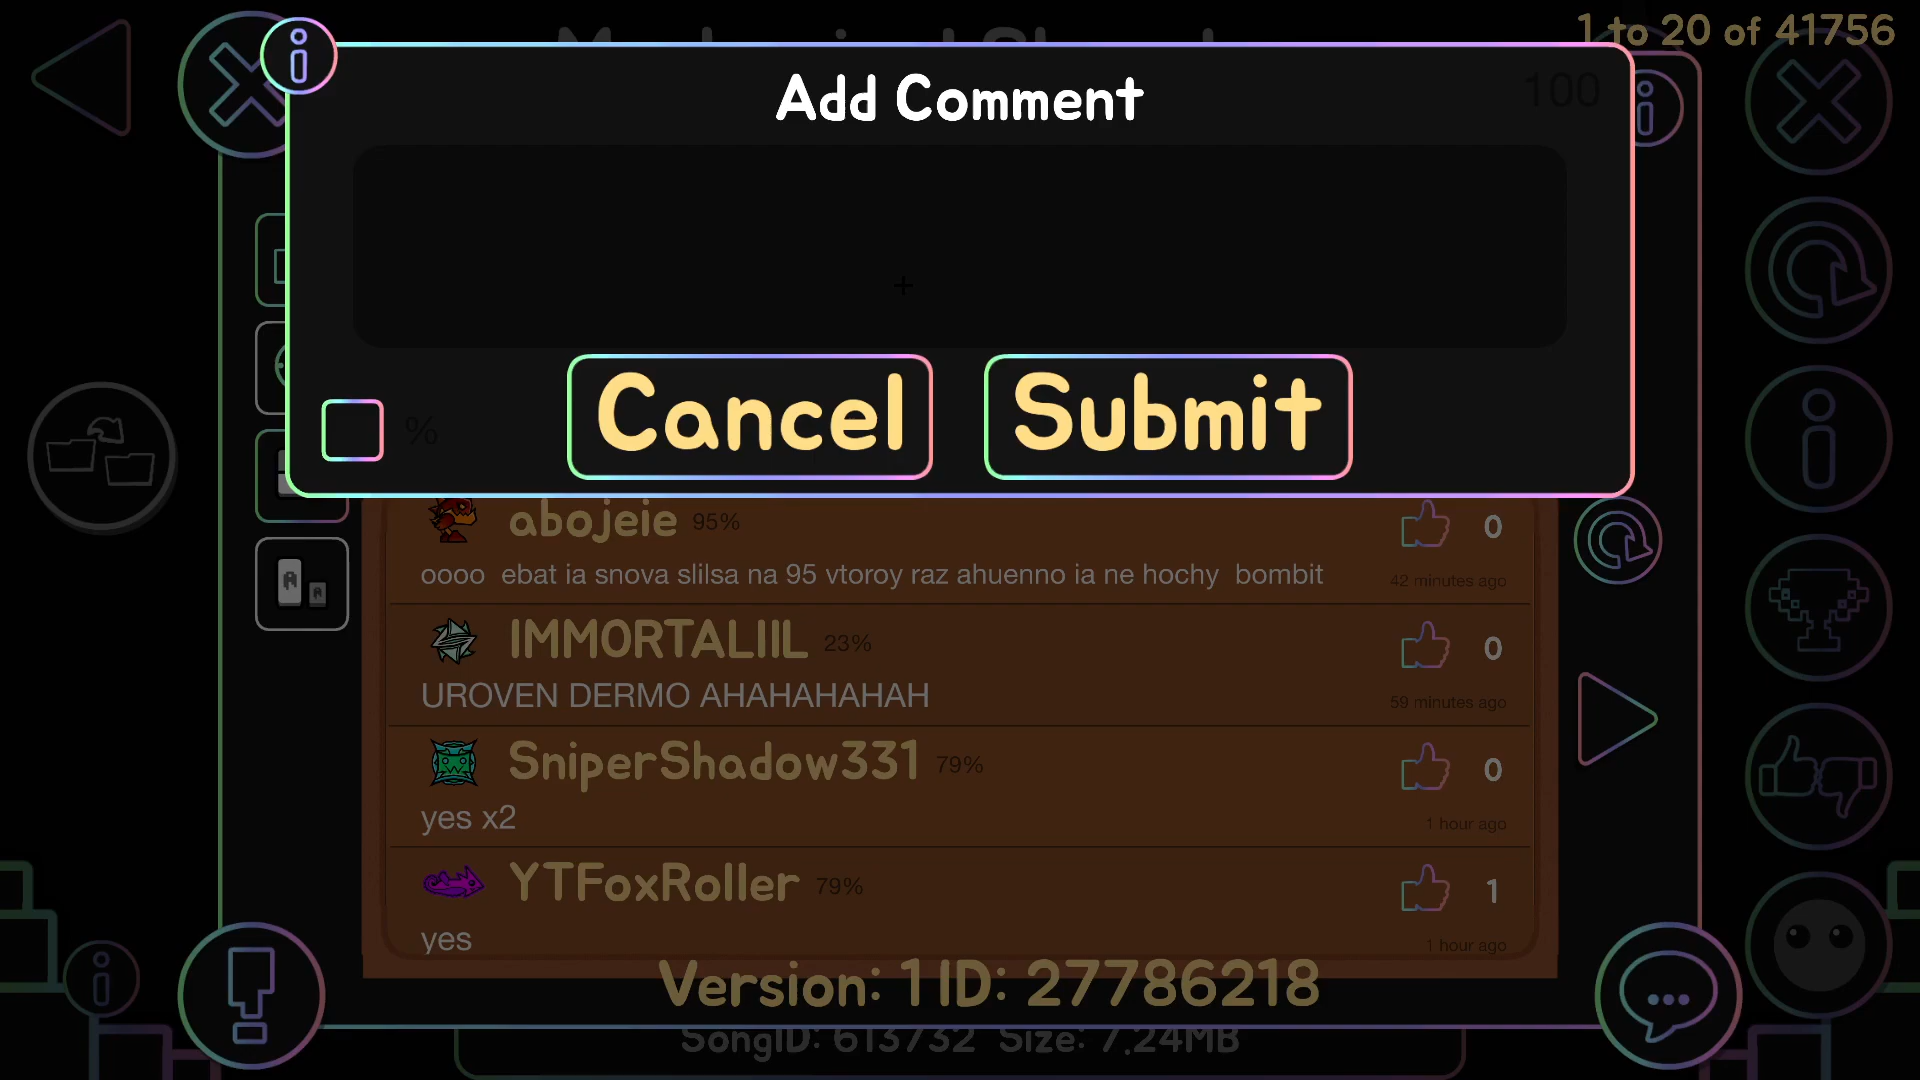 1 to 20 of 41756
Add Comment
100
%
Cancel
Submit
abojeie 95%
0
oooo ebat ia snova slilsa na 95 vtoroy raz ahuenno ia ne hochy bombit
42 minutes ago
IMMORTALIIL 23%
0
UROVEN DERMO AHAHAHAHAH
59 minutes ago
SniperShadow331 79%
0
yes x2
1 hour ago
YTFoxRoller 79%
1
yes
1 hour ago
Version: 1 ID: 27786218
SongID: 613732 Size: 7.24MB